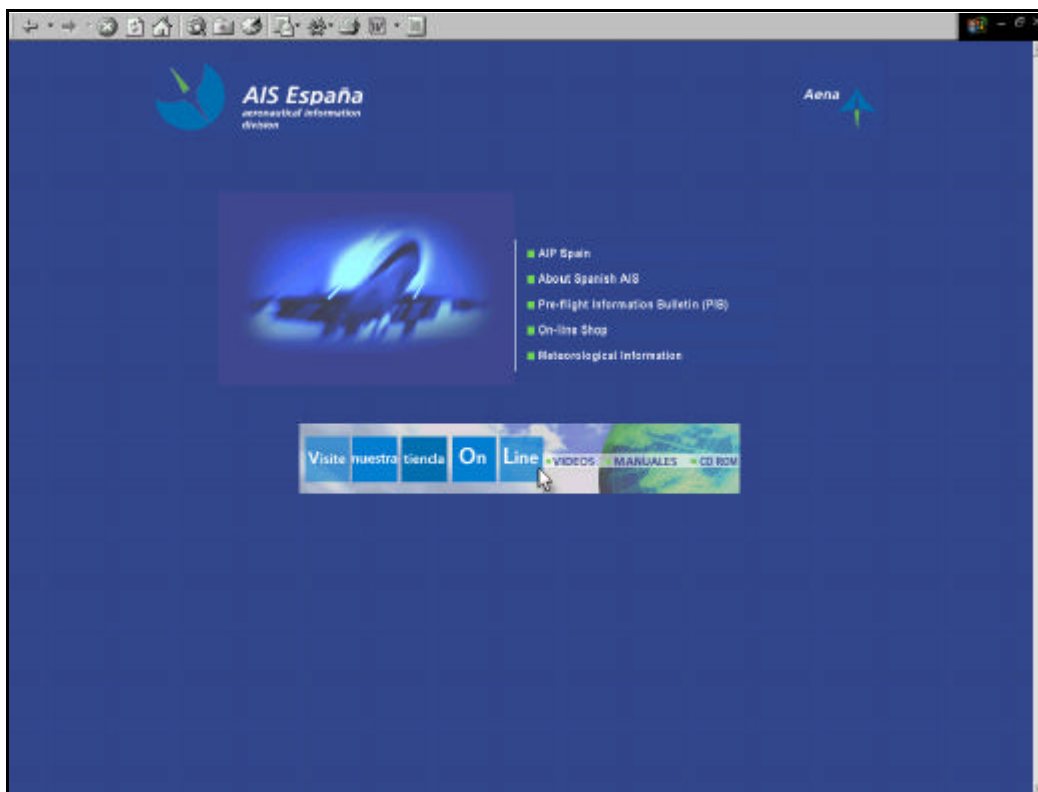 AIS España
aeronautical information
division
Aena
AIP Spain
About Spanish AIS
Pre-flight Information Bulletin (PIB)
On-line Shop
Meteorological Information
Visite nuestra tienda On Line VIDEOS MANUALES CD ROM